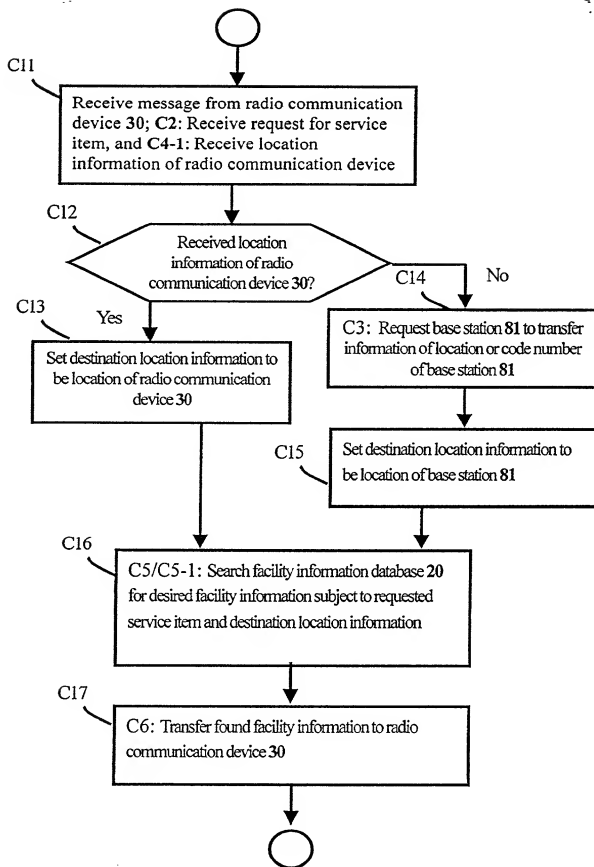 C11
Receive message from radio communication
device 30; C2: Receive request for service
item, and C4-1: Receive location
information of radio communication device
C12
Received location
information of radio
communication device 30?
C14
No
C13
Yes
C3: Request base station 81 to transfer
information of location or code number
of base station 81
Set destination location information to
be location of radio communication
device 30
C15
Set destination location information to
be location of base station 81
C16
C5/C5-1: Search facility information database 20
for desired facility information subject to requested
service item and destination location information
C17
C6: Transfer found facility information to radio
communication device 30